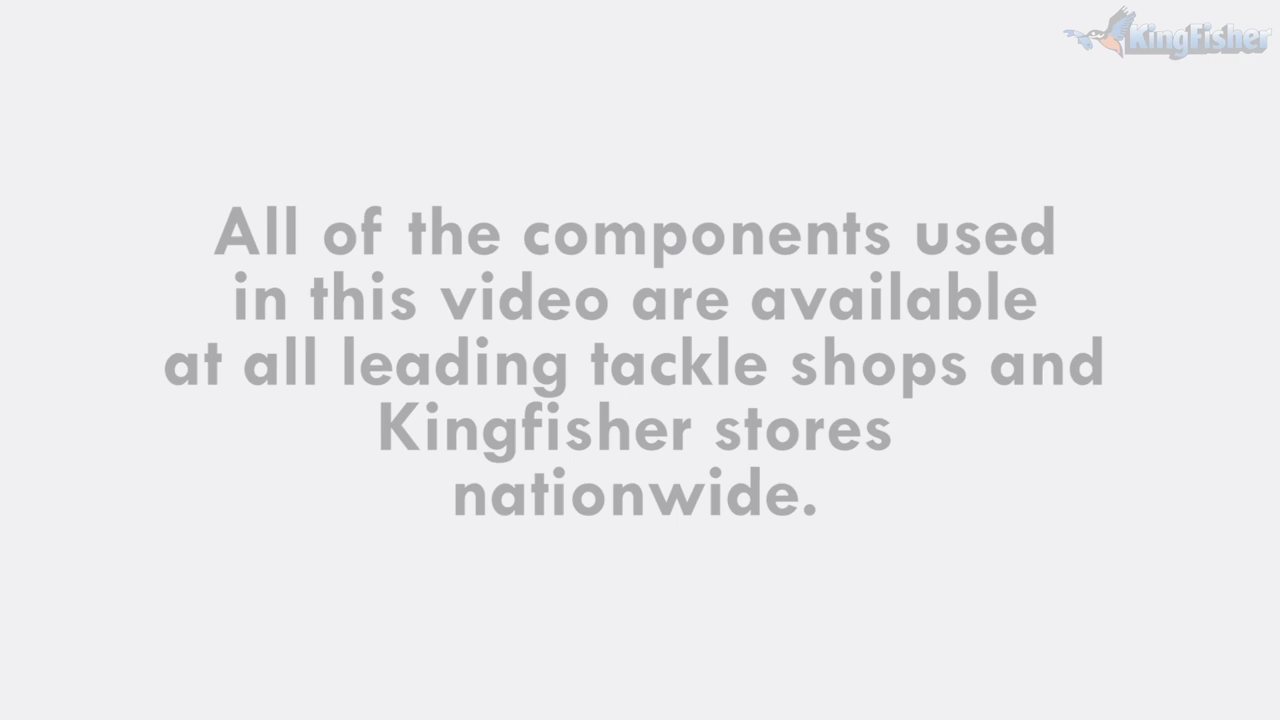 KingFisher
All of the components used
in this video are available
at all leading tackle shops and
Kingfisher stores
nationwide.